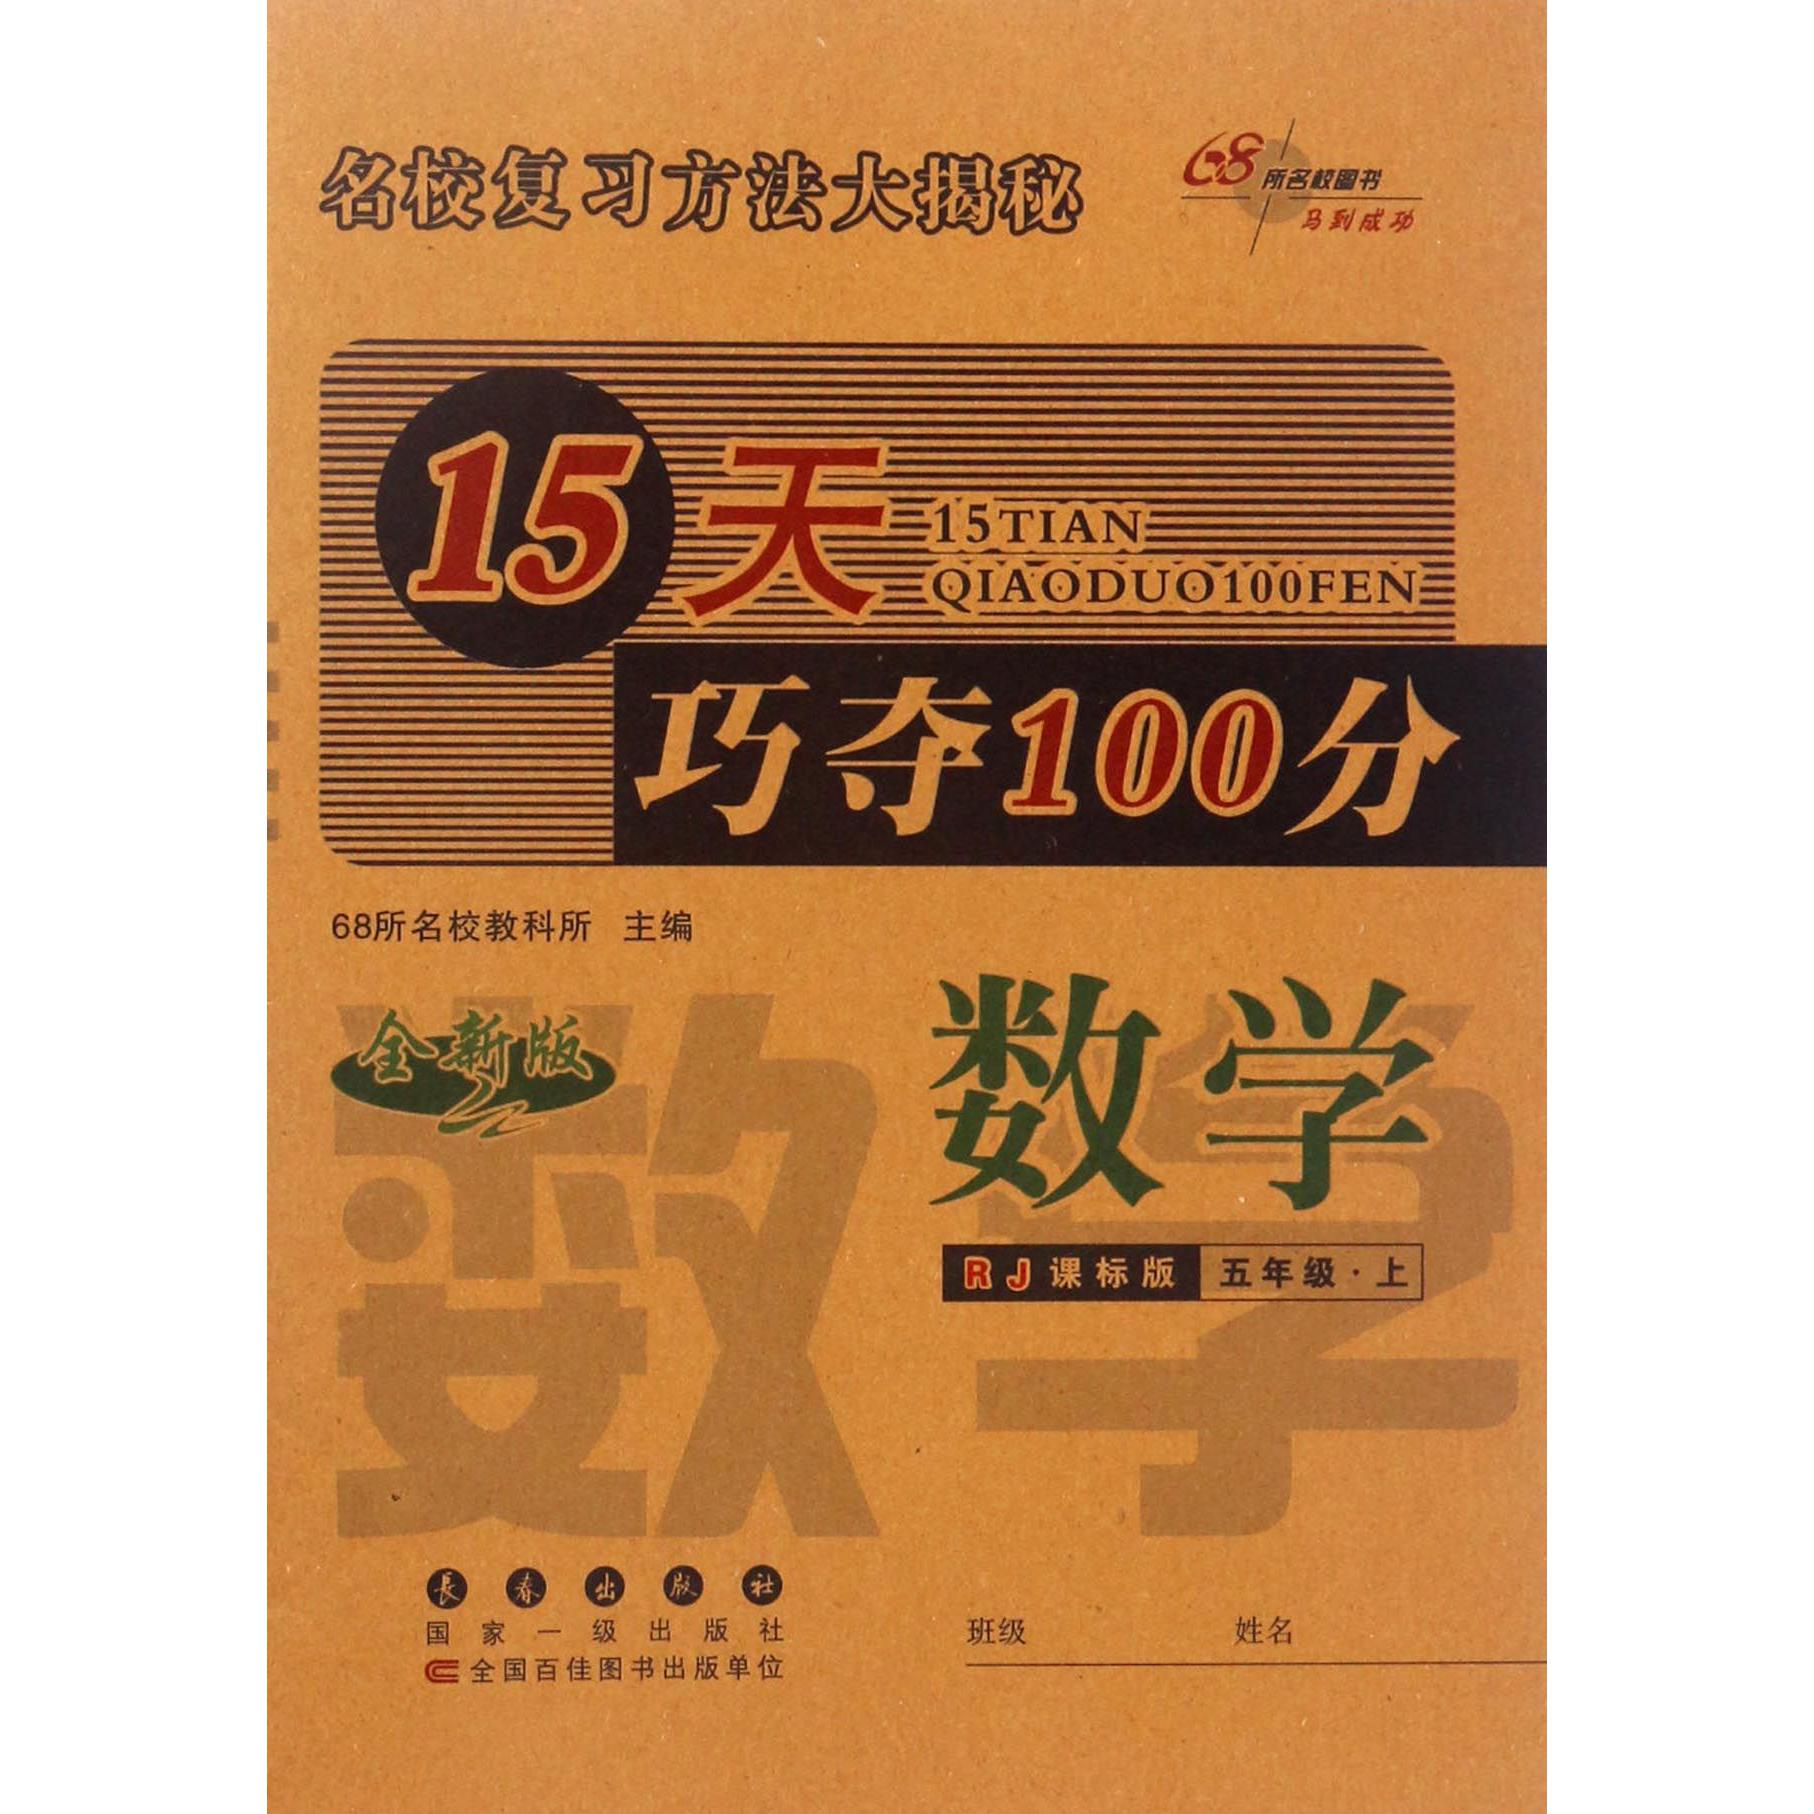 名校复习方法大揭秘
68所名校图书
马到成功
15天
15TIAN
QIAODUO100FEN
巧夺100分
68所名校教科所 主编
全新版
数学
数学
RJ课标版 五年级·上
長春出版社
国家一级出版社
全国百佳图书出版单位
班级 姓名